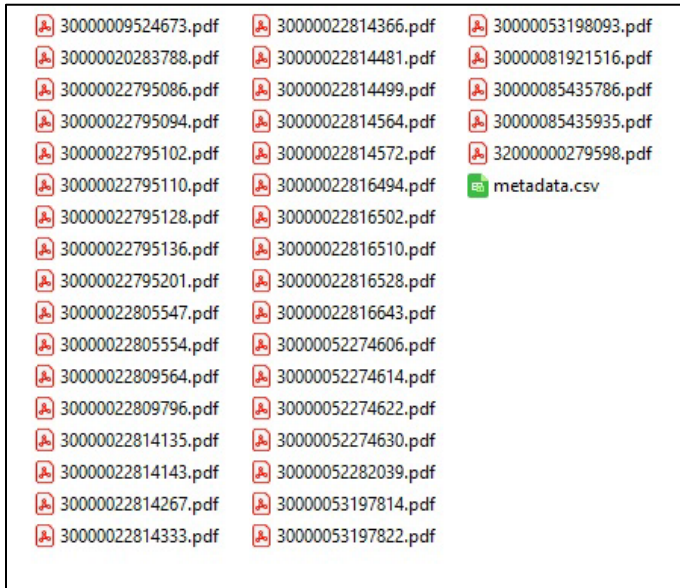 30000009524673.pdf
30000020283788.pdf
30000022795086.pdf
30000022795094.pdf
30000022795102.pdf
30000022795110.pdf
30000022795128.pdf
30000022795136.pdf
30000022795201.pdf
30000022805547.pdf
30000022805554.pdf
30000022809564.pdf
30000022809796.pdf
30000022814135.pdf
30000022814143.pdf
30000022814267.pdf
30000022814333.pdf
30000022814366.pdf
30000022814481.pdf
30000022814499.pdf
30000022814564.pdf
30000022814572.pdf
30000022816494.pdf
30000022816502.pdf
30000022816510.pdf
30000022816528.pdf
30000022816643.pdf
30000052274606.pdf
30000052274614.pdf
30000052274622.pdf
30000052274630.pdf
30000052282039.pdf
30000053197814.pdf
30000053197822.pdf
30000053198093.pdf
30000081921516.pdf
30000085435786.pdf
30000085435935.pdf
32000000279598.pdf
metadata.csv